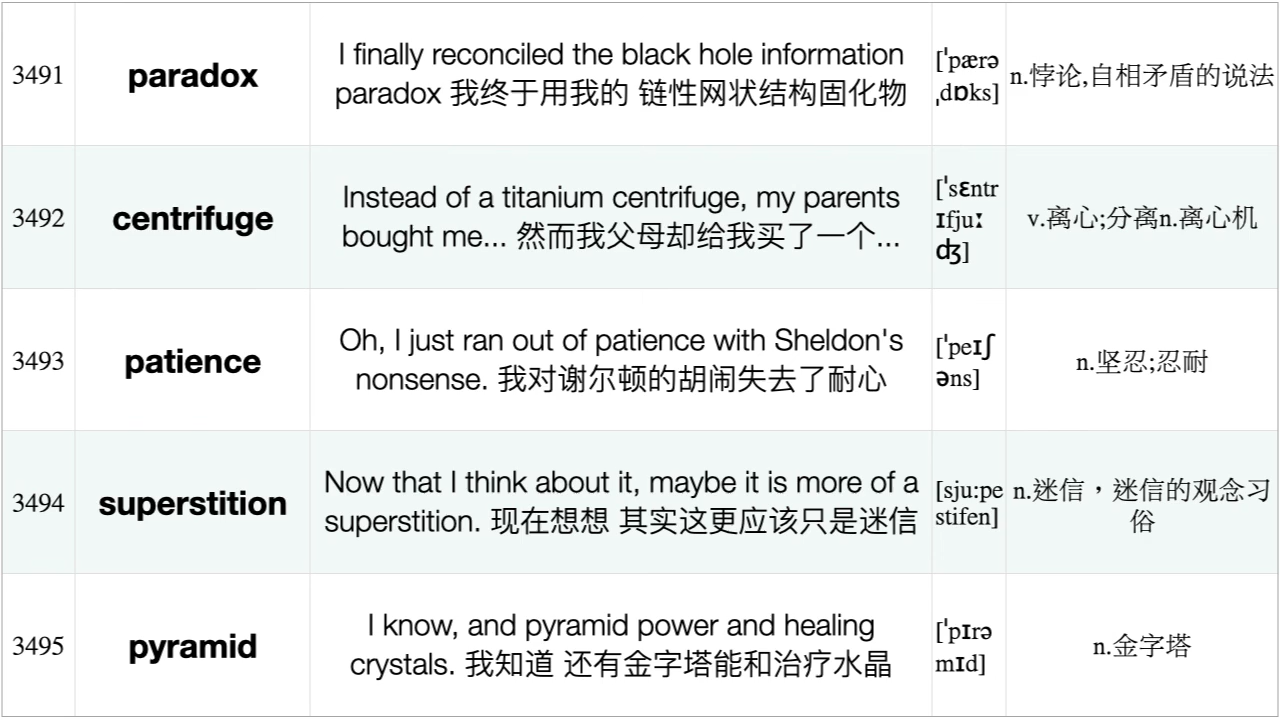 3491
paradox
I finally reconciled the black hole information
paradox 我终于用我的 链性网状结构固化物
[ˈpærə
ˌdɒks]
n.悖论,自相矛盾的说法
3492
centrifuge
Instead of a titanium centrifuge, my parents
bought me... 然而我父母却给我买了一个...
[ˈsɛntr
ɪfjuː
ʤ]
v.离心;分离n.离心机
3493
patience
Oh, I just ran out of patience with Sheldon's
nonsense. 我对谢尔顿的胡闹失去了耐心
[ˈpeɪʃ
əns]
n.坚忍;忍耐
3494
superstition
Now that I think about it, maybe it is more of a
superstition. 现在想想 其实这更应该只是迷信
[sju:pe
stifen]
n.迷信，迷信的观念习
俗
3495
pyramid
I know, and pyramid power and healing
crystals. 我知道 还有金字塔能和治疗水晶
[ˈpɪrə
mɪd]
n.金字塔